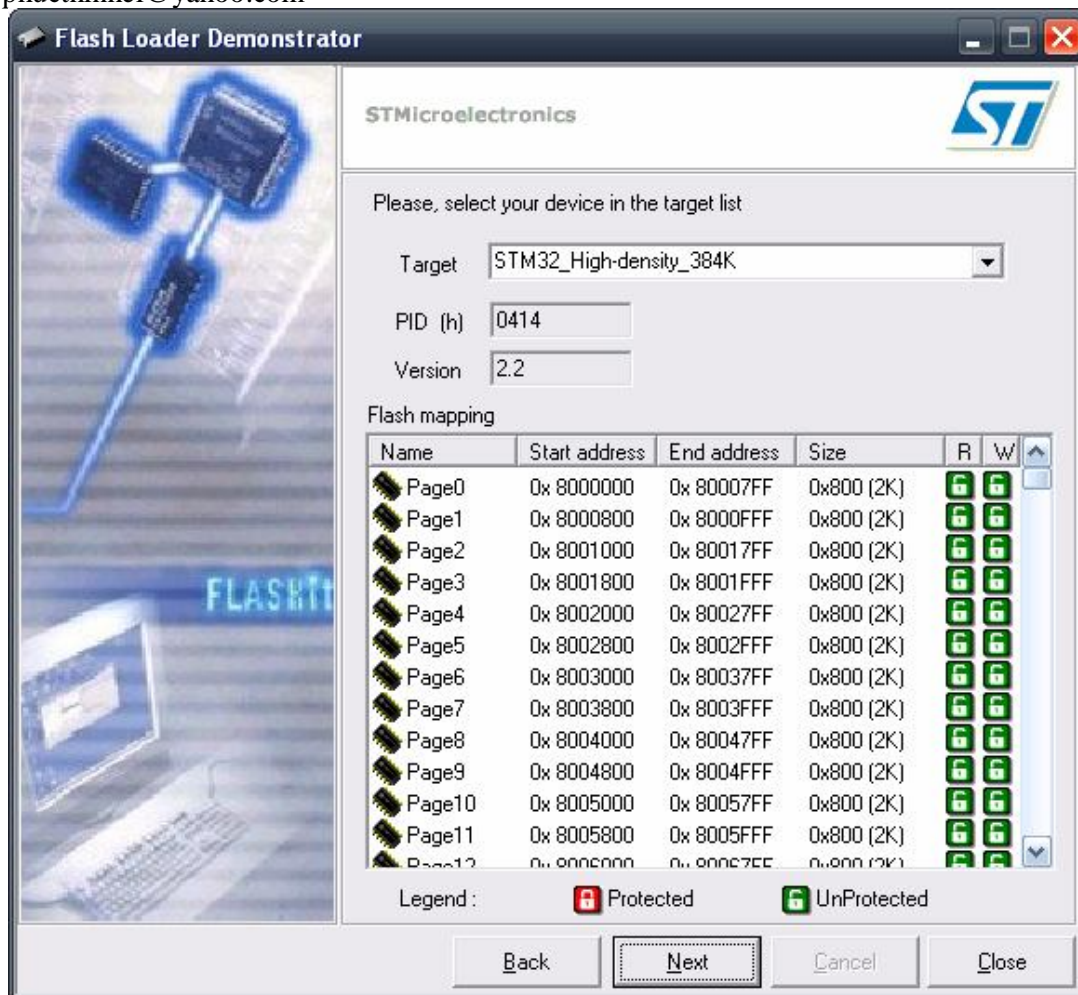 Flash Loader Demonstrator
STMicroelectronics
ST
Please, select your device in the target list
Target STM32_High-density_384K
PID (h) 0414
Version 2.2
Flash mapping
Name Start address End address Size R W
Page0 0x 8000000 0x 80007FF 0x800 (2K)
Page1 0x 8000800 0x 8000FFF 0x800 (2K)
Page2 0x 8001000 0x 80017FF 0x800 (2K)
Page3 0x 8001800 0x 8001FFF 0x800 (2K)
Page4 0x 8002000 0x 80027FF 0x800 (2K)
Page5 0x 8002800 0x 8002FFF 0x800 (2K)
Page6 0x 8003000 0x 80037FF 0x800 (2K)
Page7 0x 8003800 0x 8003FFF 0x800 (2K)
Page8 0x 8004000 0x 80047FF 0x800 (2K)
Page9 0x 8004800 0x 8004FFF 0x800 (2K)
Page10 0x 8005000 0x 80057FF 0x800 (2K)
Page11 0x 8005800 0x 8005FFF 0x800 (2K)
FLASHit
Legend : Protected UnProtected
Back Next Cancel Close